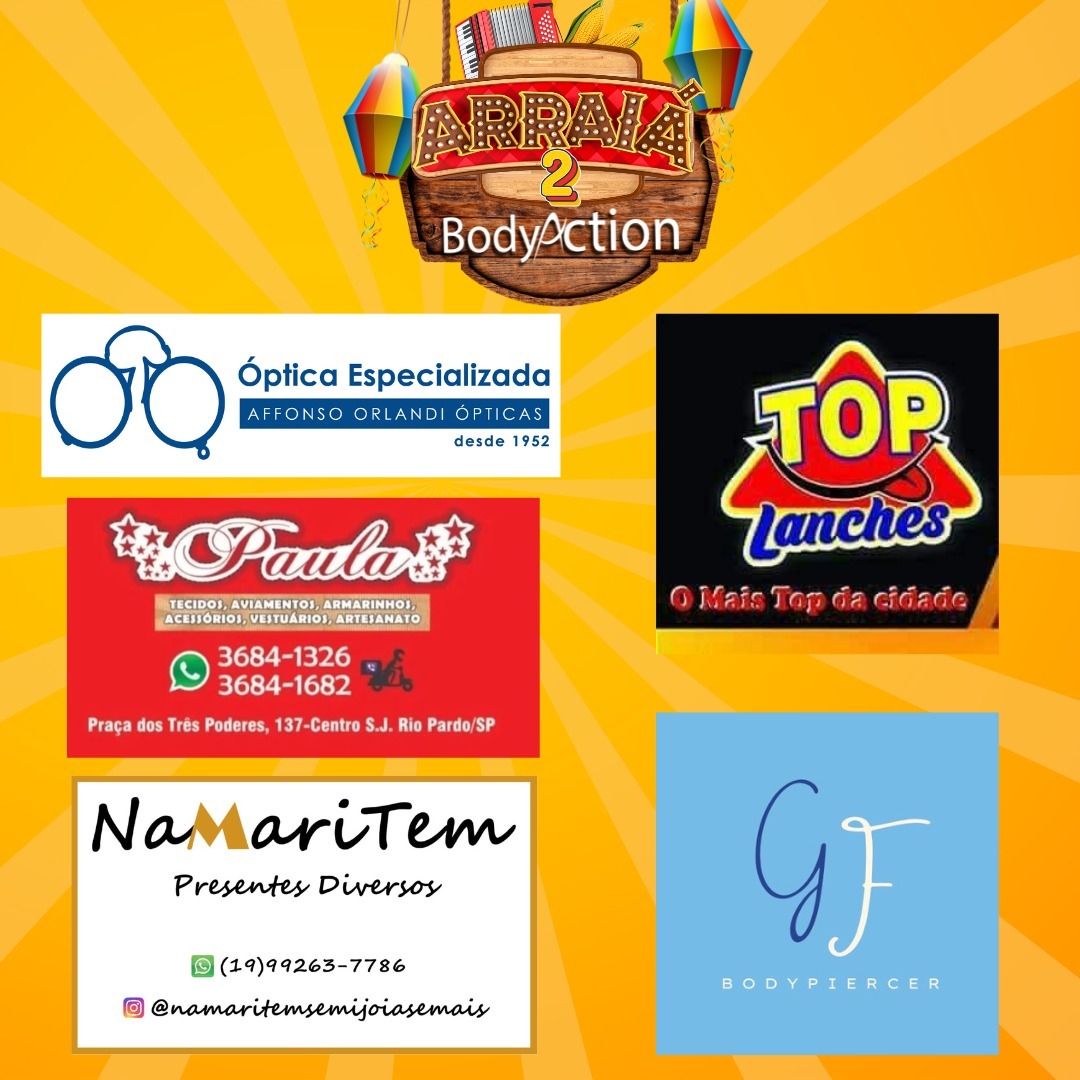 ARRAIÁ
2
BodyAction
Óptica Especializada
AFFONSO ORLANDI ÓPTICAS
desde 1952
Paula
TECIDOS, AVIAMENTOS, ARMARINHOS,
ACESSÓRIOS, VESTUÁRIOS, ARTESANATO
3684-1326
3684-1682
Praça dos Três Poderes, 137-Centro S.J. Rio Pardo/SP
NaMariTem
Presentes Diversos
(19)99263-7786
@namaritemsemijoiasemais
TOP
Lanches
O Mais Top da cidade
GF
BODYPIERCER